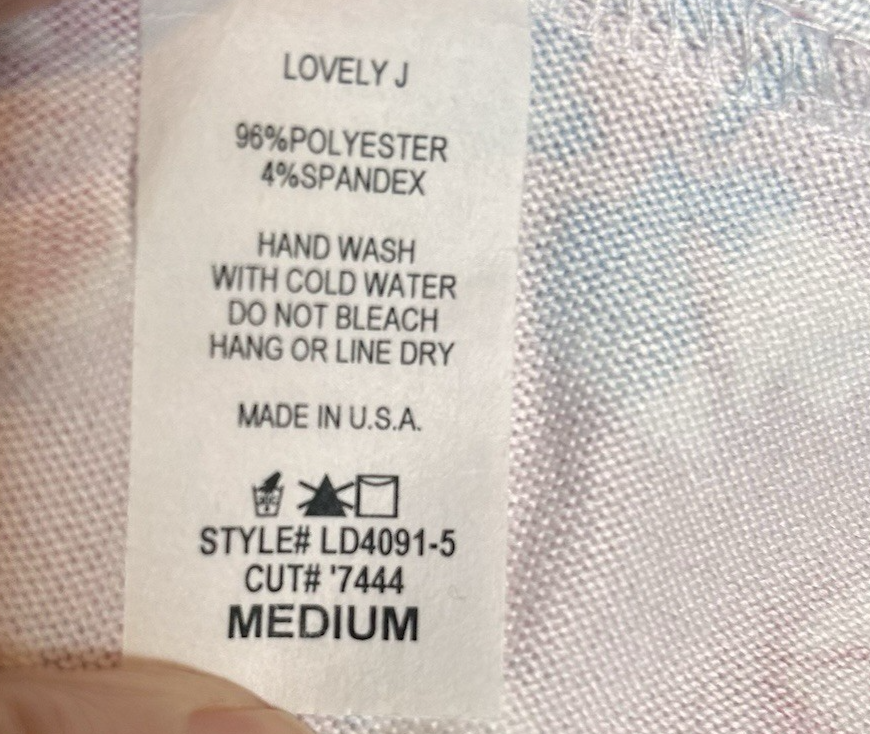 LOVELY J
96%POLYESTER
4%SPANDEX
HAND WASH
WITH COLD WATER
DO NOT BLEACH
HANG OR LINE DRY
MADE IN U.S.A.
STYLE# LD4091-5
CUT# '7444
MEDIUM